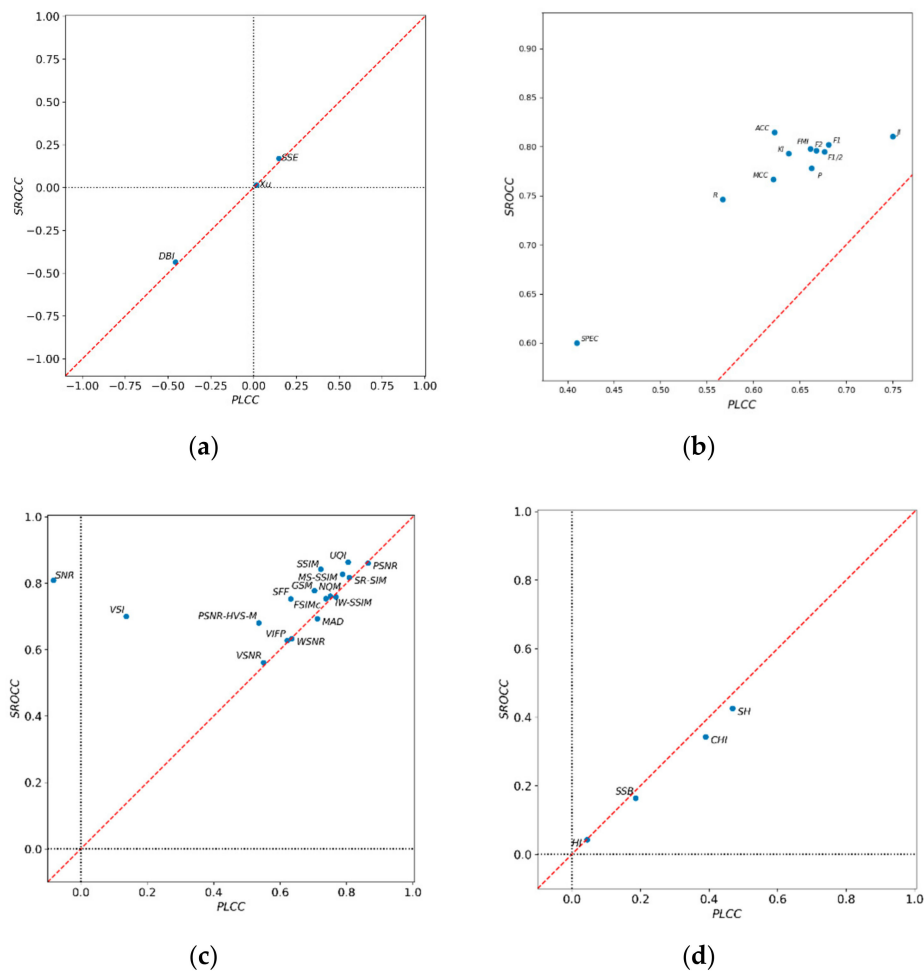 1.00
0.75
0.50
0.25
0.00
−0.25
−0.50
−0.75
−1.00
SROCC
SSE
Xu
DBI
−1.00 −0.75 −0.50 −0.25 0.00 0.25 0.50 0.75 1.00
PLCC
(a)
0.90
0.85
0.80
0.75
0.70
0.65
0.60
SROCC
ACC
JI
F1
FMI
F2
KI
F1/2
MCC
P
R
SPEC
0.40 0.45 0.50 0.55 0.60 0.65 0.70 0.75
PLCC
(b)
1.0
0.8
0.6
0.4
0.2
0.0
SROCC
UQI
SSIM
PSNR
SNR
MS-SSIM
SR-SIM
GSM
NQM
SFF
FSIMc
IW-SSIM
VSI
PSNR-HVS-M
MAD
VIFP
WSNR
VSNR
0.0 0.2 0.4 0.6 0.8 1.0
PLCC
(c)
1.0
0.8
0.6
0.4
0.2
0.0
SROCC
SH
CHI
SSB
HI
0.0 0.2 0.4 0.6 0.8 1.0
PLCC
(d)